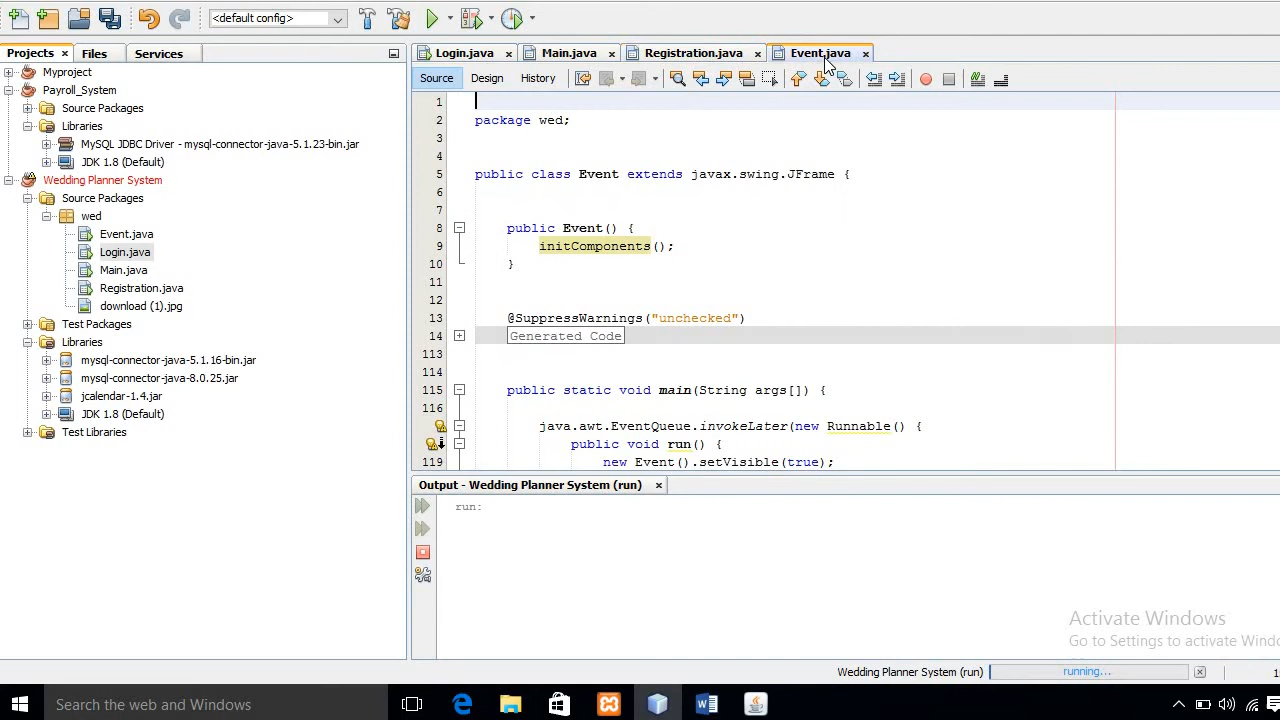 <default config>
Projects
Files
Services
Login.java
Main.java
Registration.java
Event.java
Source
Design
History
Myproject
Payroll_System
Source Packages
Libraries
MySQL JDBC Driver - mysql-connector-java-5.1.23-bin.jar
JDK 1.8 (Default)
Wedding Planner System
Source Packages
wed
Event.java
Login.java
Main.java
Registration.java
download (1).jpg
Test Packages
Libraries
mysql-connector-java-5.1.16-bin.jar
mysql-connector-java-8.0.25.jar
jcalendar-1.4.jar
JDK 1.8 (Default)
Test Libraries
1
2 package wed;
3
4
5 public class Event extends javax.swing.JFrame {
6
7
8 public Event() {
9 initComponents();
10 }
11
12
13 @SuppressWarnings("unchecked")
14 Generated Code
113
114
115 public static void main(String args[]) {
116
java.awt.EventQueue.invokeLater(new Runnable() {
public void run() {
119 new Event().setVisible(true);
Output - Wedding Planner System (run)
run:
Activate Windows
Go to Settings to activate Windo
Wedding Planner System (run)
running...
Search the web and Windows